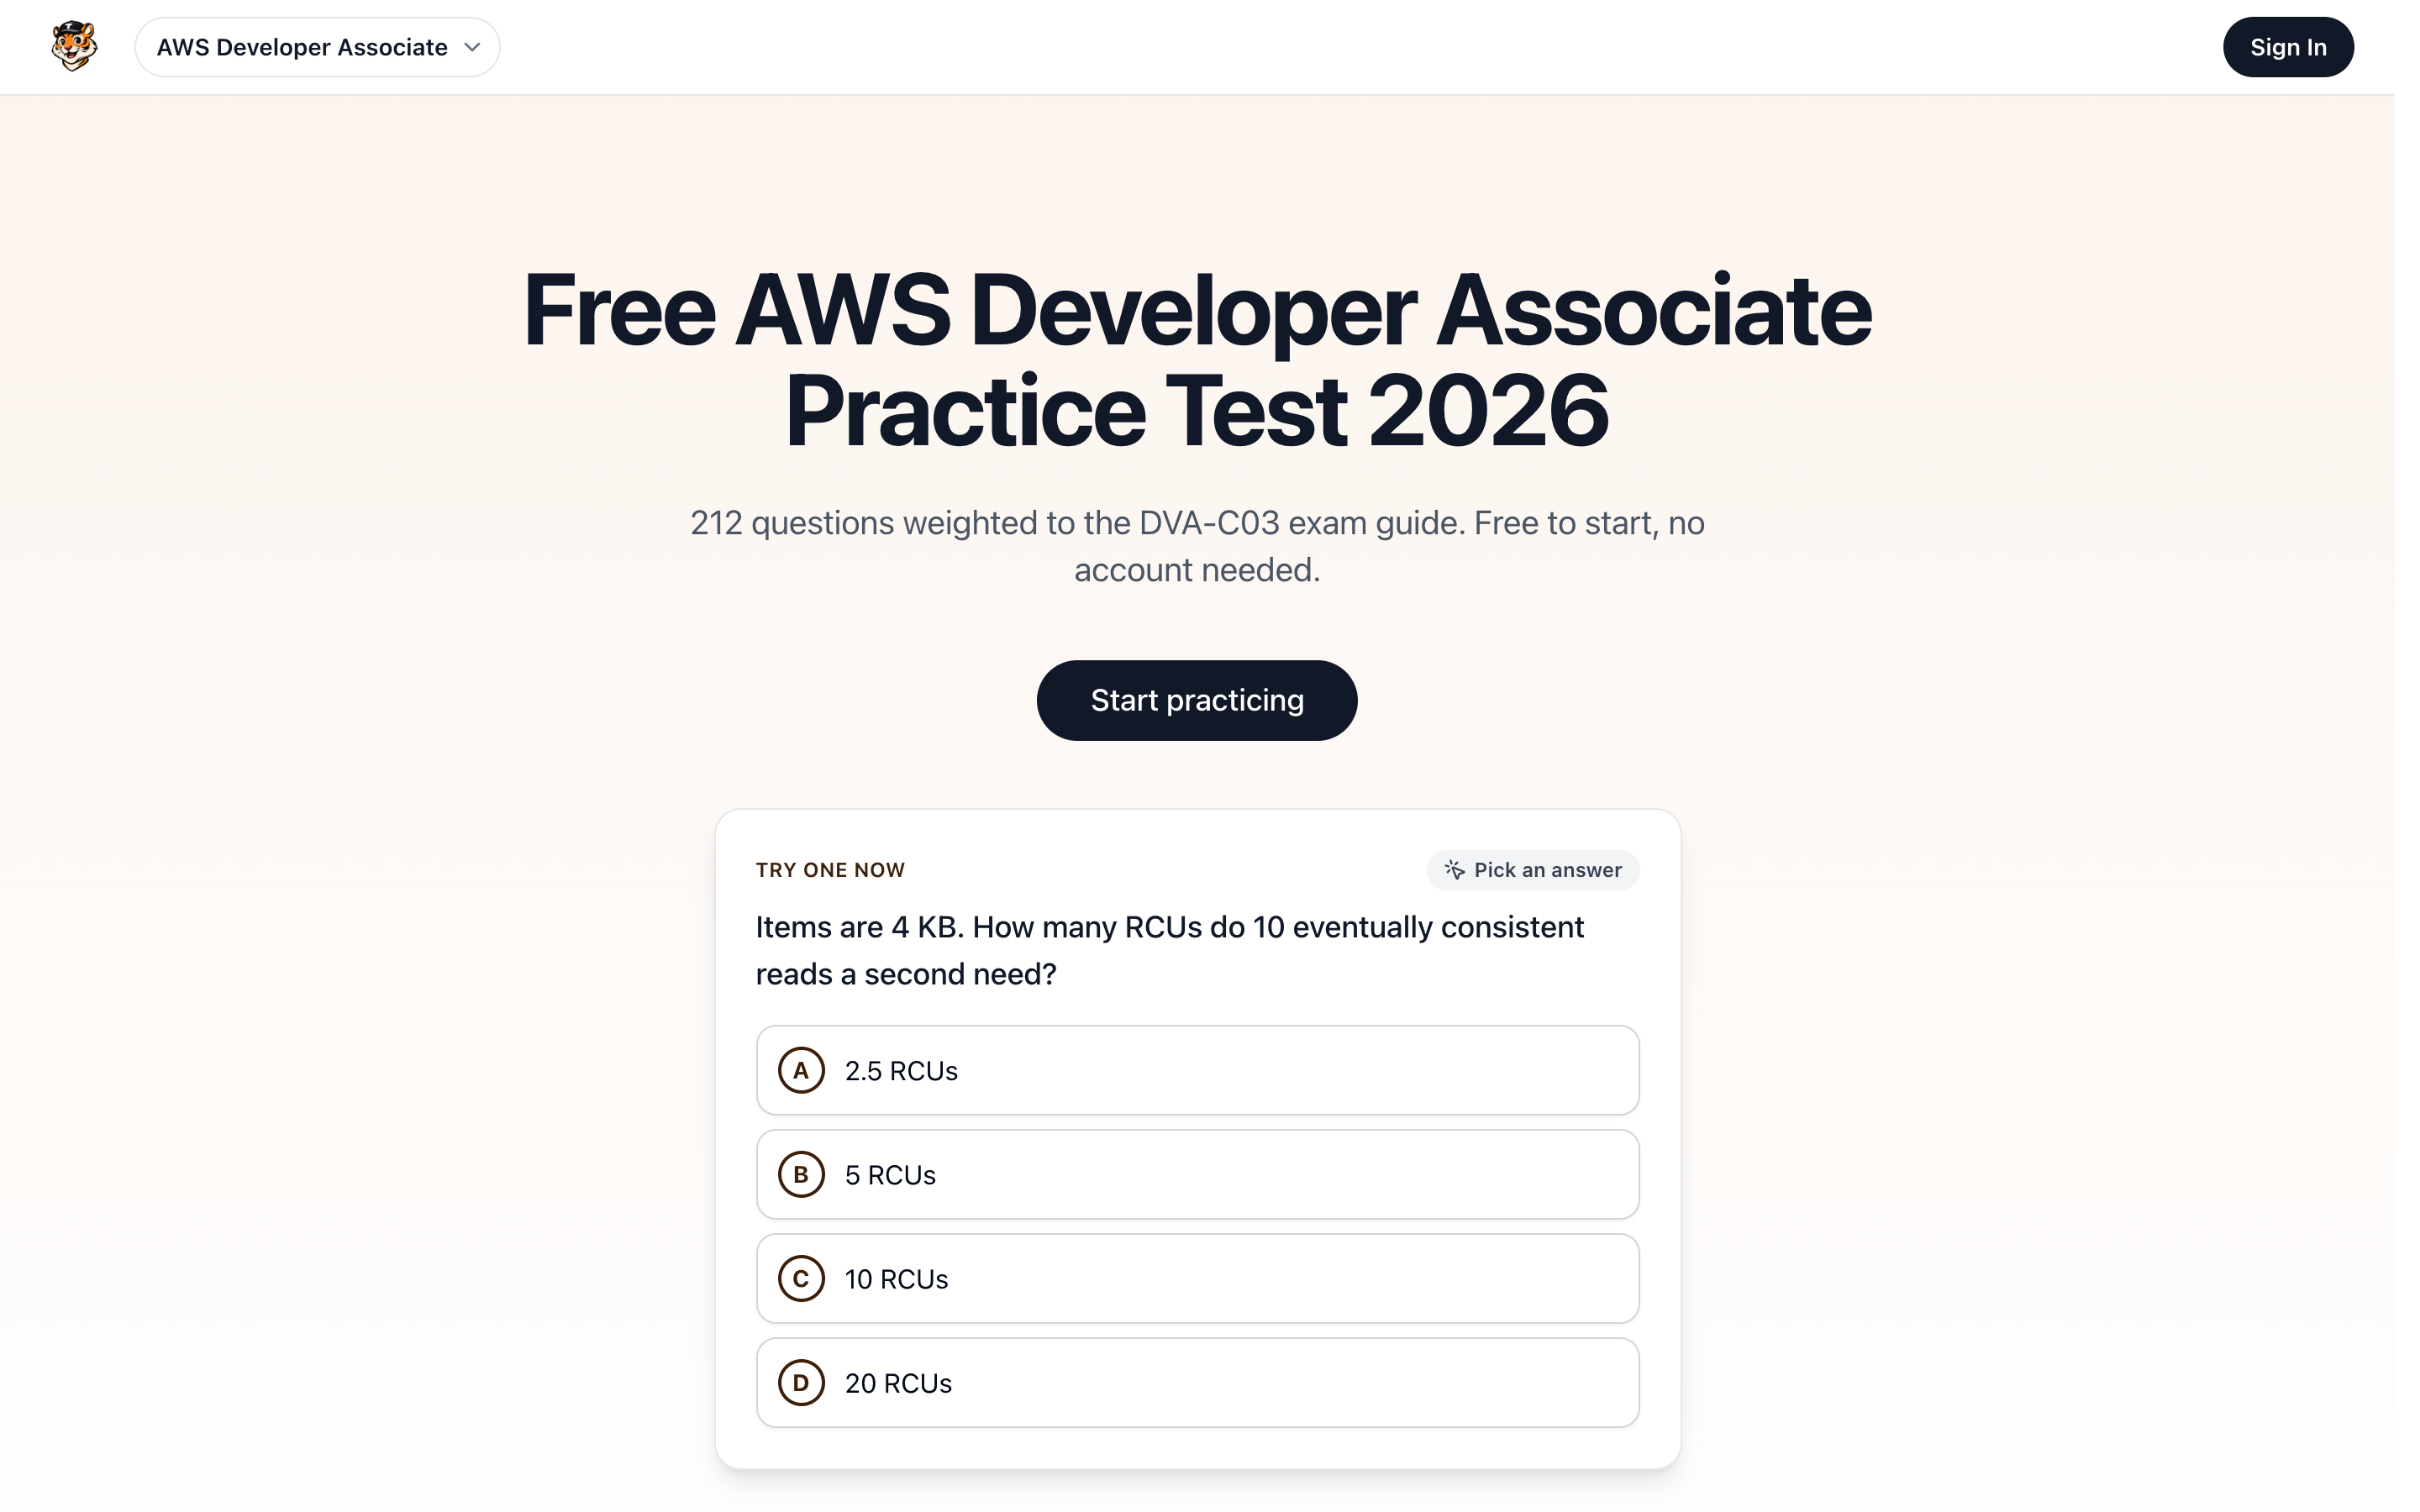 AWS Developer Associate
Sign In
Free AWS Developer Associate
Practice Test 2026
212 questions weighted to the DVA-C03 exam guide. Free to start, no
account needed.
Start practicing
TRY ONE NOW
Pick an answer
Items are 4 KB. How many RCUs do 10 eventually consistent
reads a second need?
A 2.5 RCUs
B 5 RCUs
C 10 RCUs
D 20 RCUs